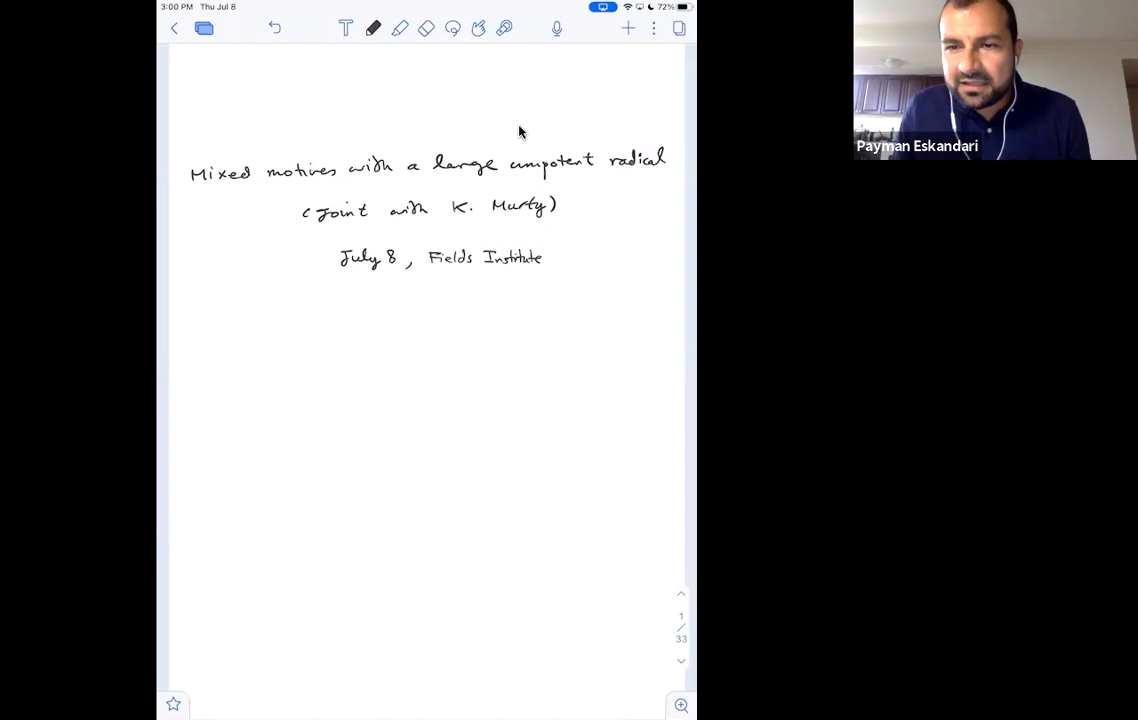 3:00 PM Thu Jul 8
72%
T
Payman Eskandari
Mixed motives with a large unipotent radical
(Joint with K. Murty)
July 8, Fields Institute
1
/
33